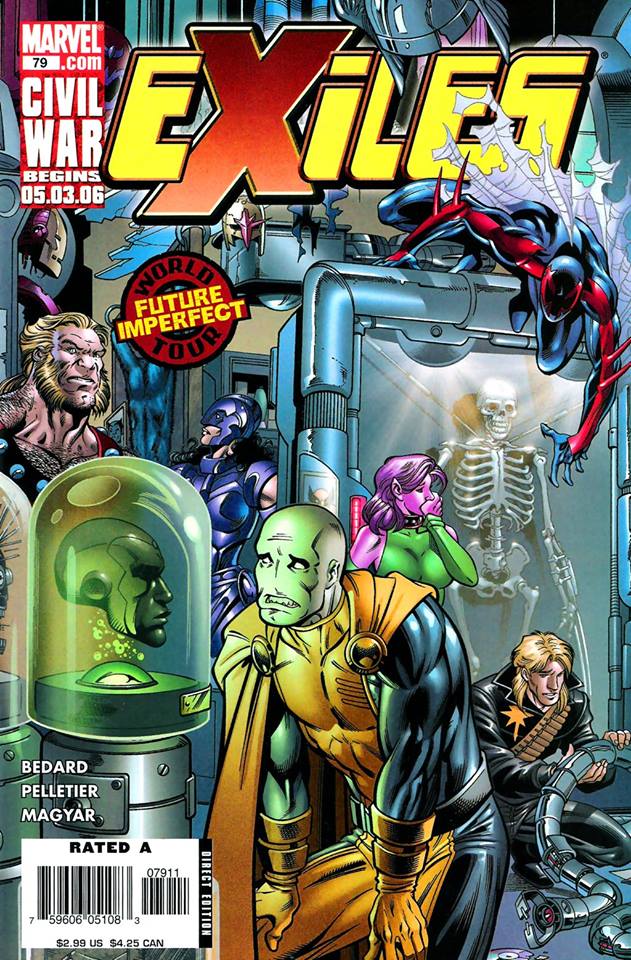 MARVEL
79 .com
CIVIL
WAR
BEGINS
05.03.06
EXILES
®
WORLD
FUTURE
IMPERFECT
TOUR
BEDARD
PELLETIER
MAGYAR
RATED A
07911
7 59606 05108 3
DIRECT EDITION
$2.99 US $4.25 CAN